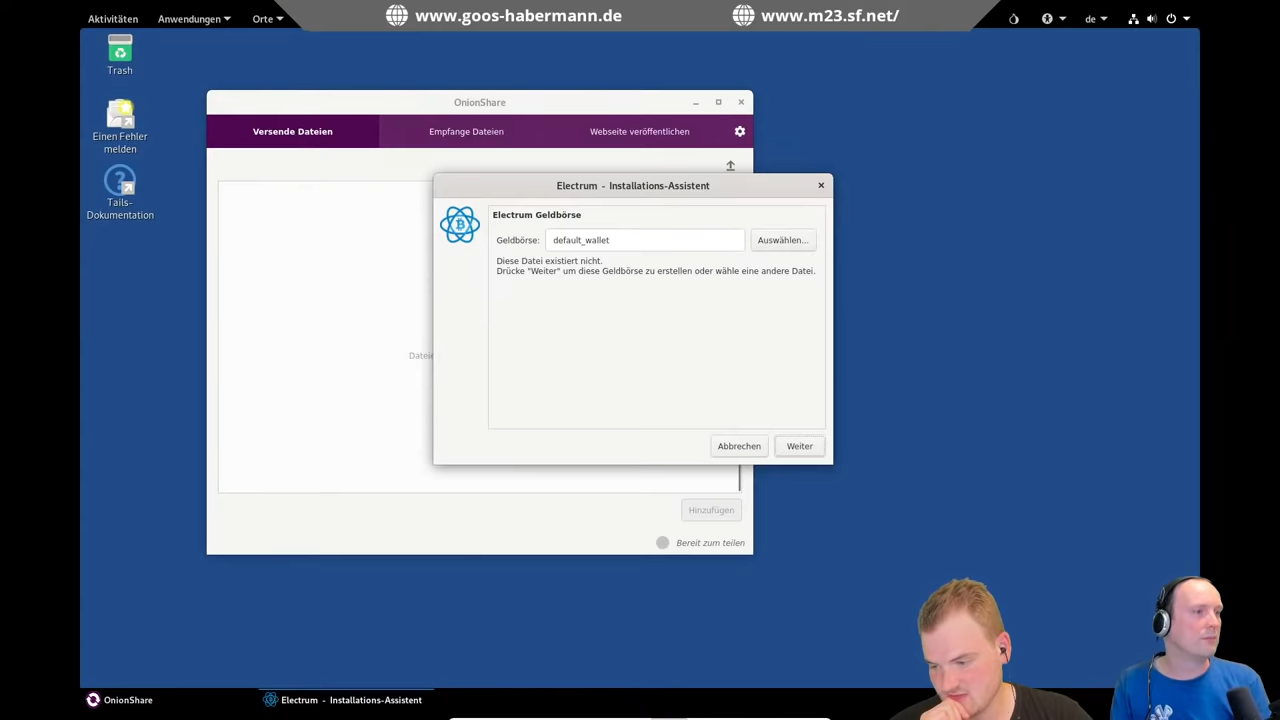 www.goos-habermann.de
www.m23.sf.net/
Aktivitäten
Anwendungen
Orte
de
Trash
Einen Fehler
melden
Tails-
Dokumentation
OnionShare
Versende Dateien
Empfange Dateien
Webseite veröffentlichen
Electrum - Installations-Assistent
Electrum Geldbörse
Geldbörse:
default_wallet
Auswählen...
Diese Datei existiert nicht.
Drücke "Weiter" um diese Geldbörse zu erstellen oder wähle eine andere Datei.
Abbrechen
Weiter
Hinzufügen
Bereit zum teilen
OnionShare
Electrum - Installations-Assistent